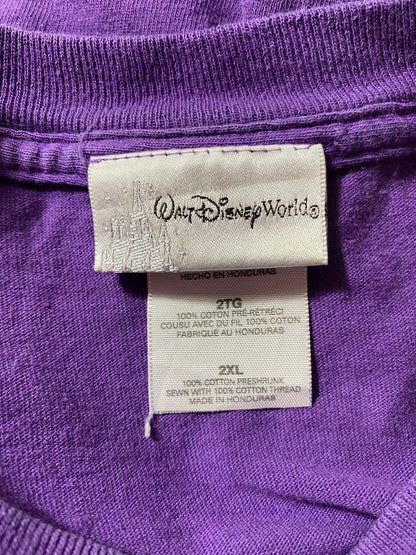 WALT DISNEY WORLD®
HECHO EN HONDURAS
2TG
100% COTON PRÉ-RÉTRÉCI
COUSU AVEC DU FIL 100% COTON
FABRIQUÉ AU HONDURAS
2XL
100% COTTON PRESHRUNK
SEWN WITH 100% COTTON THREAD
MADE IN HONDURAS